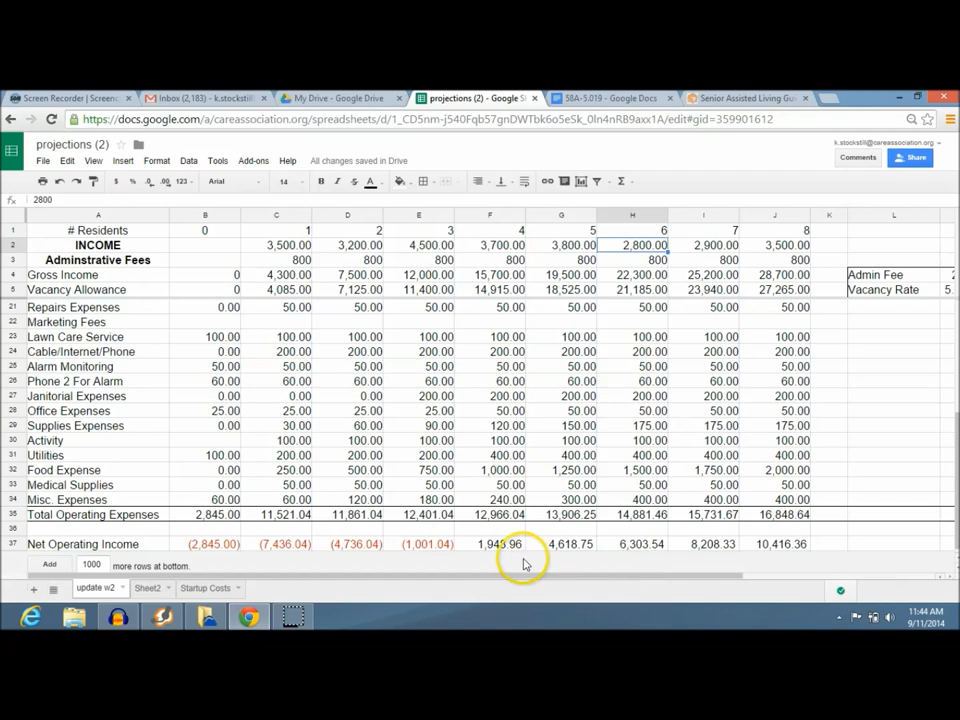 Screen Recorder | Screenc
Inbox (2,183) - k.stockstill
My Drive - Google Drive
projections (2) - Google S
58A-5.019 - Google Docs
Senior Assisted Living Gu
https://docs.google.com/a/careassociation.org/spreadsheets/d/1_CD5nm-j540Fqb57gnDWTbk6o5eSk_0ln4nRB9axx1A/edit#gid=359901612
projections (2)
k.stockstill@careassociation.org
File Edit View Insert Format Data Tools Add-ons Help All changes saved in Drive
Comments Share
$ % .0 .00 123 Arial 14 B I S A Σ
fx 2800
A B C D E F G H I J K L
1 # Residents 0 1 2 3 4 5 6 7 8
2 INCOME 3,500.00 3,200.00 4,500.00 3,700.00 3,800.00 2,800.00 2,900.00 3,500.00
3 Adminstrative Fees 800 800 800 800 800 800 800 800
4 Gross Income 0 4,300.00 7,500.00 12,000.00 15,700.00 19,500.00 22,300.00 25,200.00 28,700.00 Admin Fee
5 Vacancy Allowance 0 4,085.00 7,125.00 11,400.00 14,915.00 18,525.00 21,185.00 23,940.00 27,265.00 Vacancy Rate 5.
21 Repairs Expenses 0.00 50.00 50.00 50.00 50.00 50.00 50.00 50.00 50.00
22 Marketing Fees
23 Lawn Care Service 100.00 100.00 100.00 100.00 100.00 100.00 100.00 100.00 100.00
24 Cable/Internet/Phone 0.00 200.00 200.00 200.00 200.00 200.00 200.00 200.00 200.00
25 Alarm Monitoring 50.00 50.00 50.00 50.00 50.00 50.00 50.00 50.00 50.00
26 Phone 2 For Alarm 60.00 60.00 60.00 60.00 60.00 60.00 60.00 60.00 60.00
27 Janitorial Expenses 0.00 0.00 0.00 200.00 200.00 200.00 200.00 200.00 200.00
28 Office Expenses 25.00 25.00 25.00 25.00 50.00 50.00 50.00 50.00 50.00
29 Supplies Expenses 0.00 30.00 60.00 90.00 120.00 150.00 175.00 175.00 175.00
30 Activity 100.00 100.00 100.00 100.00 100.00 100.00 100.00 100.00
31 Utilities 100.00 200.00 200.00 200.00 400.00 400.00 400.00 400.00 400.00
32 Food Expense 0.00 250.00 500.00 750.00 1,000.00 1,250.00 1,500.00 1,750.00 2,000.00
33 Medical Supplies 0.00 50.00 50.00 50.00 50.00 50.00 50.00 50.00 50.00
34 Misc. Expenses 60.00 60.00 120.00 180.00 240.00 300.00 400.00 400.00 400.00
35 Total Operating Expenses 2,845.00 11,521.04 11,861.04 12,401.04 12,966.04 13,906.25 14,881.46 15,731.67 16,848.64
36
37 Net Operating Income (2,845.00) (7,436.04) (4,736.04) (1,001.04) 1,948.96 4,618.75 6,303.54 8,208.33 10,416.36
Add 1000 more rows at bottom.
update w2 Sheet2 Startup Costs
11:44 AM
9/11/2014